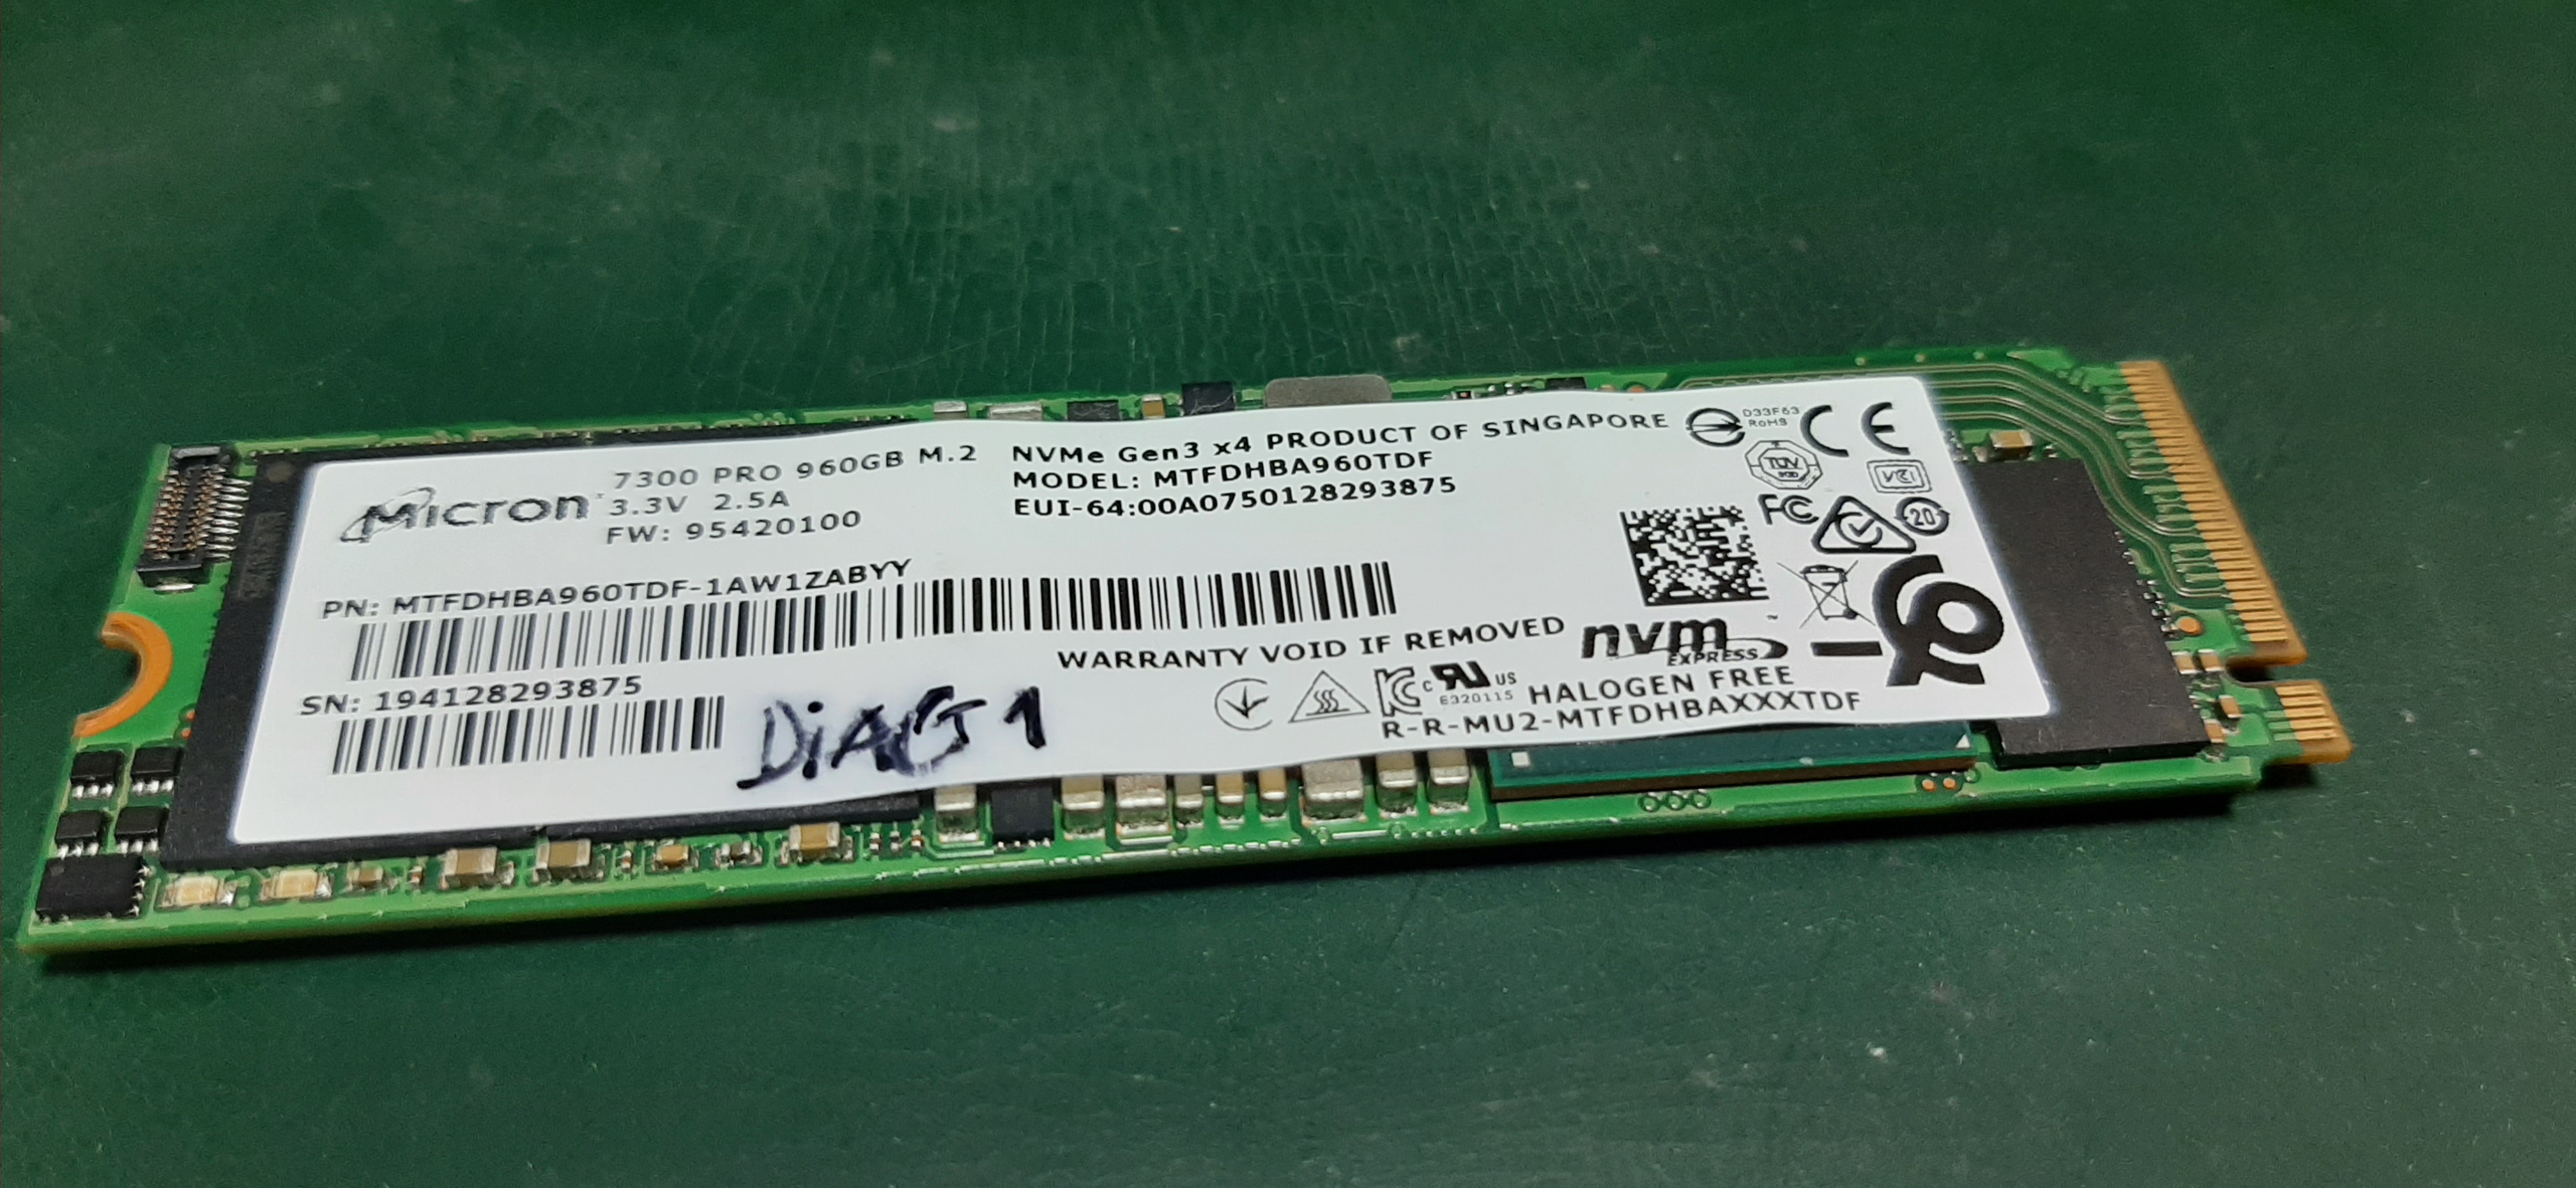 Micron
7300 PRO 960GB M.2
3.3V 2.5A
FW: 95420100
NVMe Gen3 x4 PRODUCT OF SINGAPORE
MODEL: MTFDHBA960TDF
EUI-64:00A0750128293875
D33F63
RoHS
CE
TUV
VCI
FC
20
PN: MTFDHBA960TDF-1AW1ZABYY
WARRANTY VOID IF REMOVED
nvm
EXPRESS
SN: 194128293875
DiAG 1
c RU US
E320115
HALOGEN FREE
R-R-MU2-MTFDHBAXXXTDF